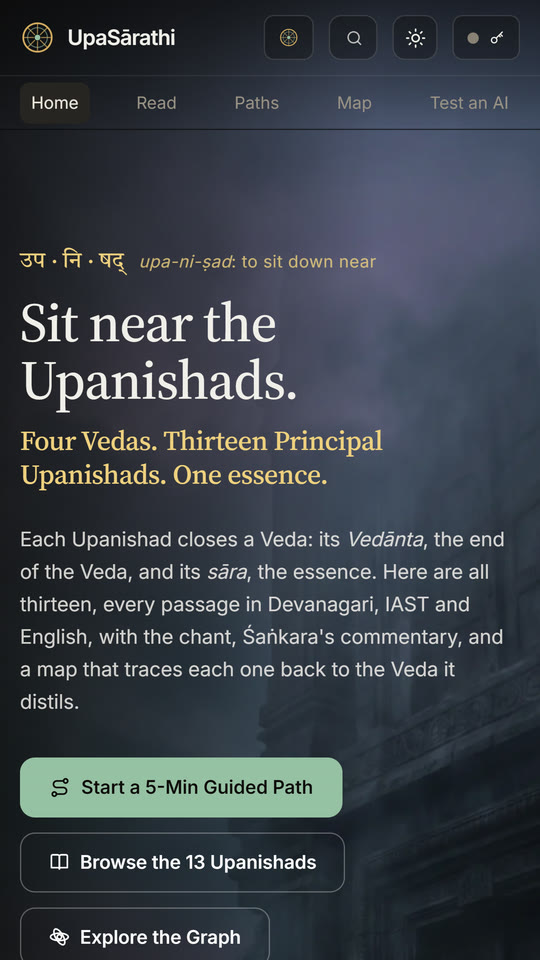 UpaSārathi
Home Read Paths Map Test an AI
उप · नि · षद् upa-ni-ṣad: to sit down near
Sit near the
Upanishads.
Four Vedas. Thirteen Principal
Upanishads. One essence.
Each Upanishad closes a Veda: its Vedānta, the end
of the Veda, and its sāra, the essence. Here are all
thirteen, every passage in Devanagari, IAST and
English, with the chant, Śaṅkara's commentary, and
a map that traces each one back to the Veda it
distils.
Start a 5-Min Guided Path
Browse the 13 Upanishads
Explore the Graph